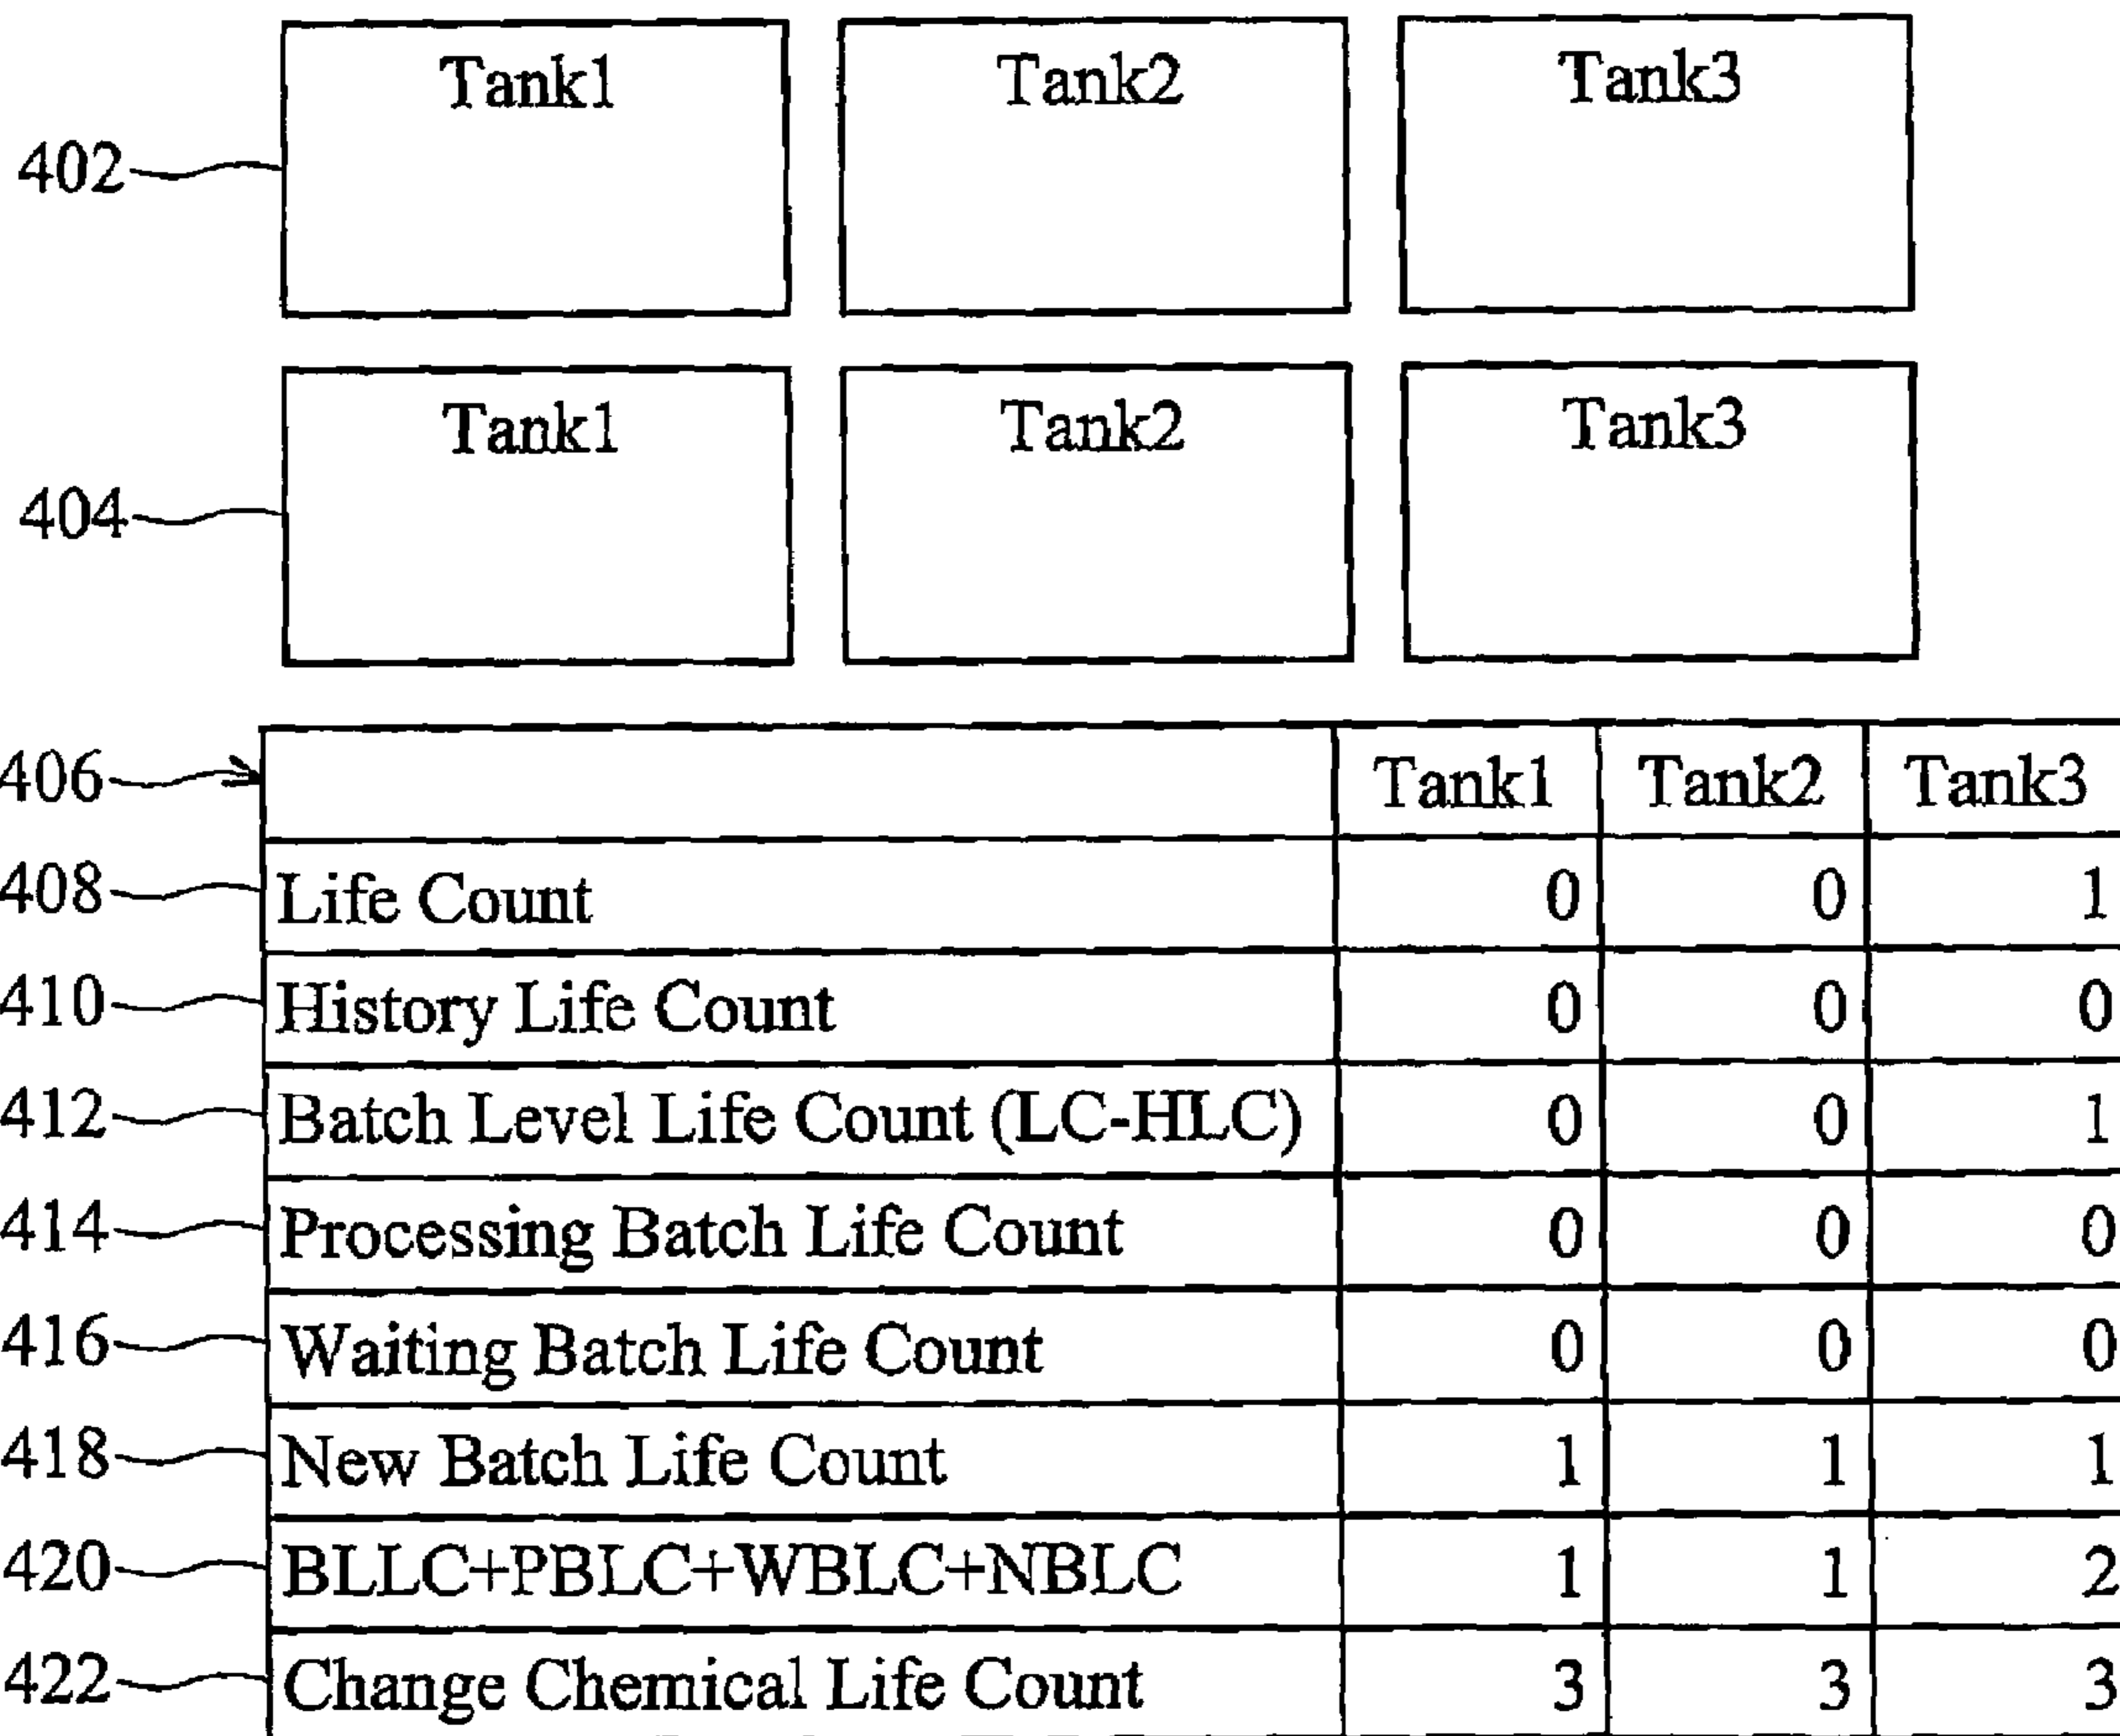 Tank1 Tank2 Tank3
402
Tank1 Tank2 Tank3
404
406 Tank1 Tank2 Tank3
408 Life Count 0 0 1
410 History Life Count 0 0 0
412 Batch Level Life Count (LC-HLC) 0 0 1
414 Processing Batch Life Count 0 0 0
416 Waiting Batch Life Count 0 0 0
418 New Batch Life Count 1 1 1
420 BLLC+PBLC+WBLC+NBLC 1 1 2
422 Change Chemical Life Count 3 3 3